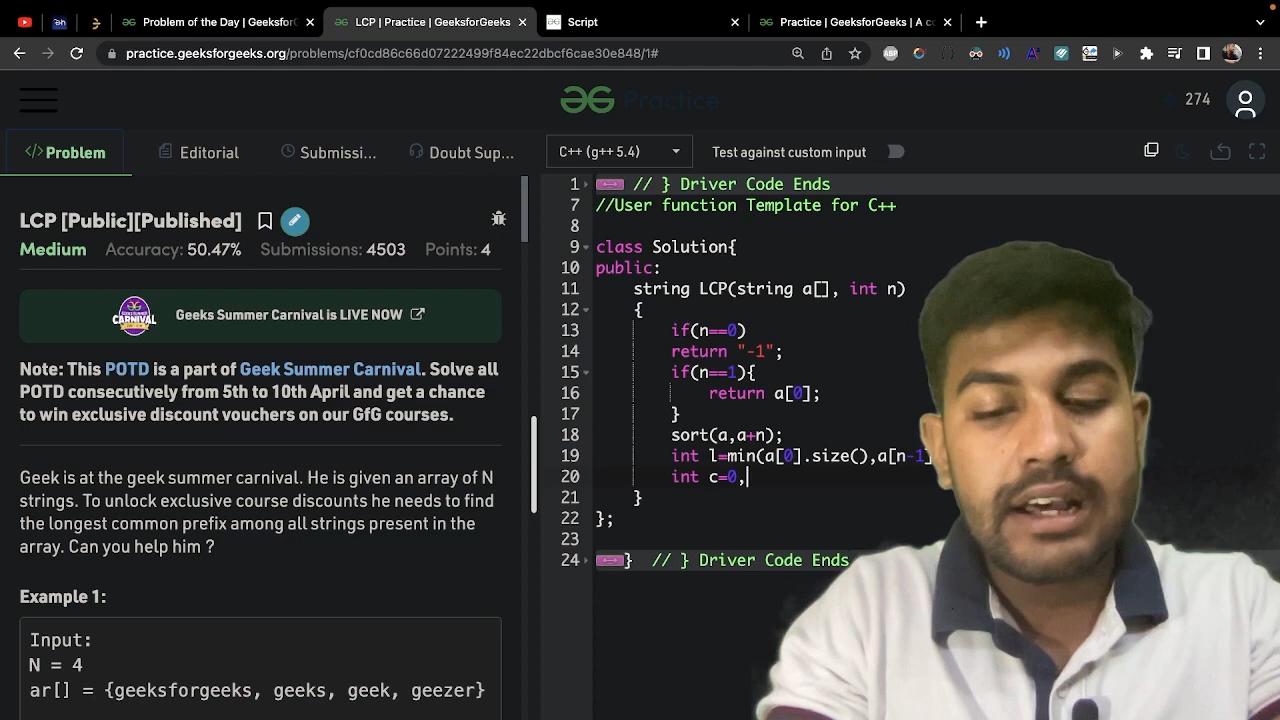 Problem of the Day | GeeksforG
LCP | Practice | GeeksforGeeks
Script
Practice | GeeksforGeeks | A co
practice.geeksforgeeks.org/problems/cf0cd86c66d07222499f84ec22dbcf6cae30e848/1#
Practice
274
</>Problem
Editorial
Submissi...
Doubt Sup...
C++ (g++ 5.4)
Test against custom input
LCP [Public][Published]
Medium Accuracy: 50.47% Submissions: 4503 Points: 4
GEEKS SUMMER CARNIVAL
Geeks Summer Carnival is LIVE NOW
Note: This POTD is a part of Geek Summer Carnival. Solve all
POTD consecutively from 5th to 10th April and get a chance
to win exclusive discount vouchers on our GfG courses.
Geek is at the geek summer carnival. He is given an array of N
strings. To unlock exclusive course discounts he needs to find
the longest common prefix among all strings present in the
array. Can you help him ?
Example 1:
Input:
N = 4
ar[] = {geeksforgeeks, geeks, geek, geezer}
1 // } Driver Code Ends
7 //User function Template for C++
8
9 class Solution{
10 public:
11 string LCP(string a[], int n)
12 {
13 if(n==0)
14 return "-1";
15 if(n==1){
16 return a[0];
17 }
18 sort(a,a+n);
19 int l=min(a[0].size(),a[n-1]
20 int c=0,
21 }
22 };
23
24 } // } Driver Code Ends